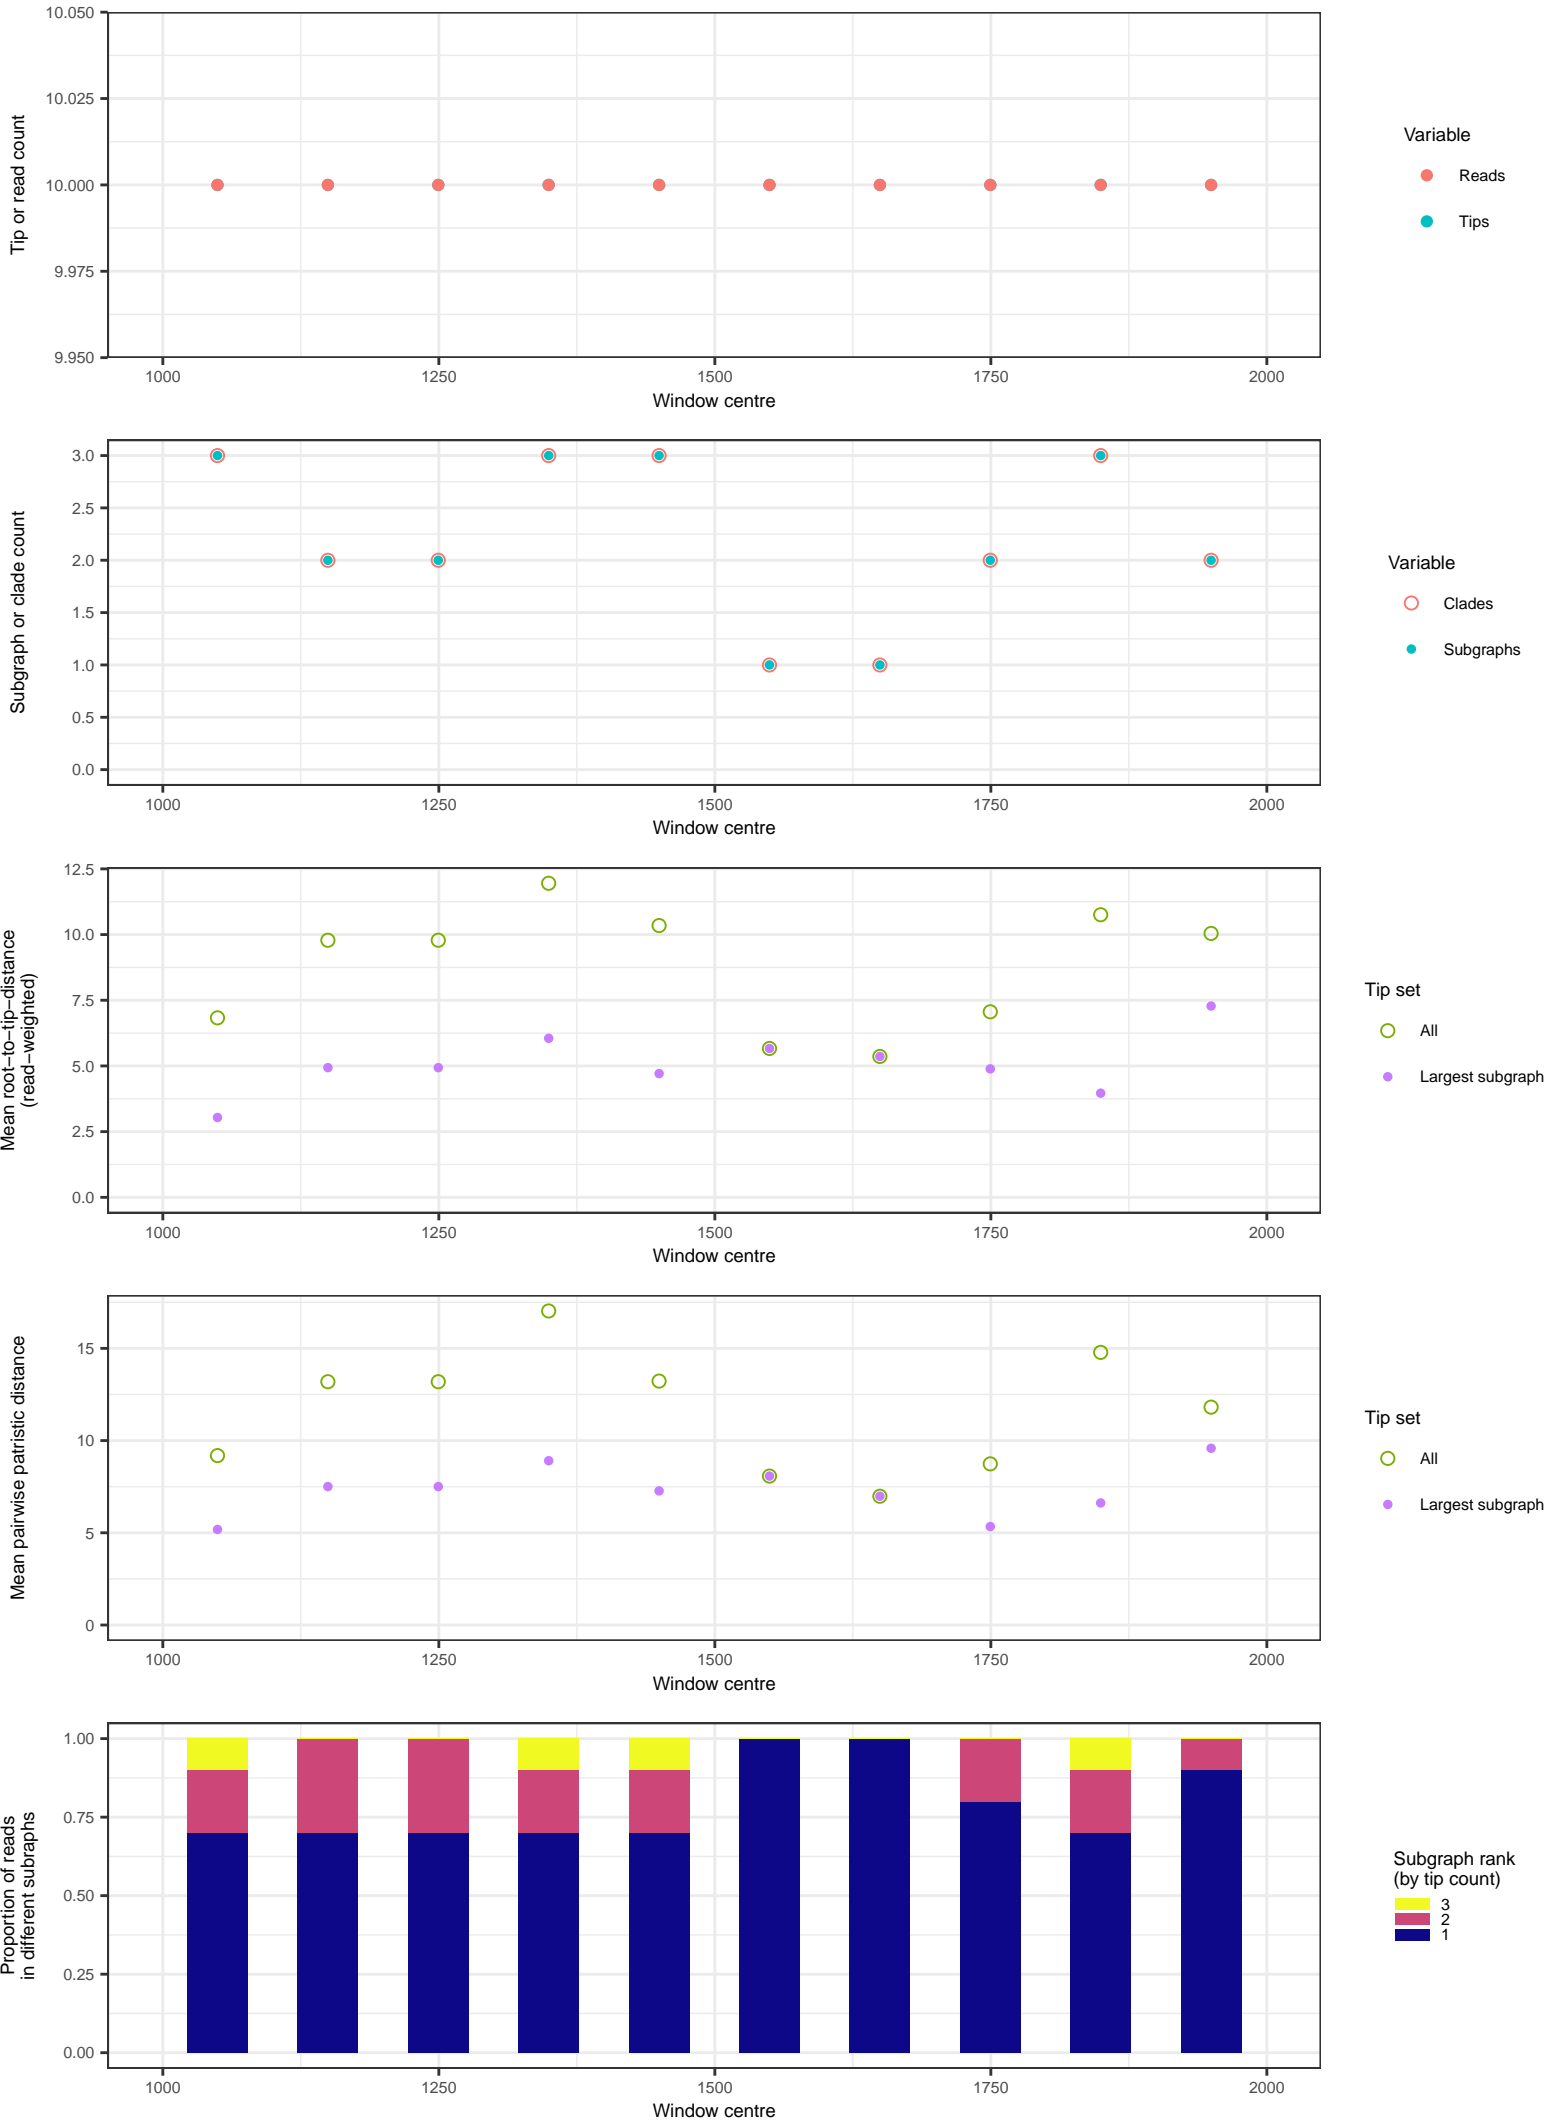 10.050
10.025
10.000
9.975
9.950
Tip or read count
1000 1250 1500 1750 2000
Window centre
Variable
Reads
Tips
3.0
2.5
2.0
1.5
1.0
0.5
0.0
Subgraph or clade count
1000 1250 1500 1750 2000
Window centre
Variable
Clades
Subgraphs
12.5
10.0
7.5
5.0
2.5
0.0
Mean root−to−tip−distance
(read−weighted)
1000 1250 1500 1750 2000
Window centre
Tip set
All
Largest subgraph
15
10
5
0
Mean pairwise patristic distance
1000 1250 1500 1750 2000
Window centre
Tip set
All
Largest subgraph
1.00
0.75
0.50
0.25
0.00
Proportion of reads
in different subraphs
1000 1250 1500 1750 2000
Window centre
Subgraph rank
(by tip count)
3
2
1